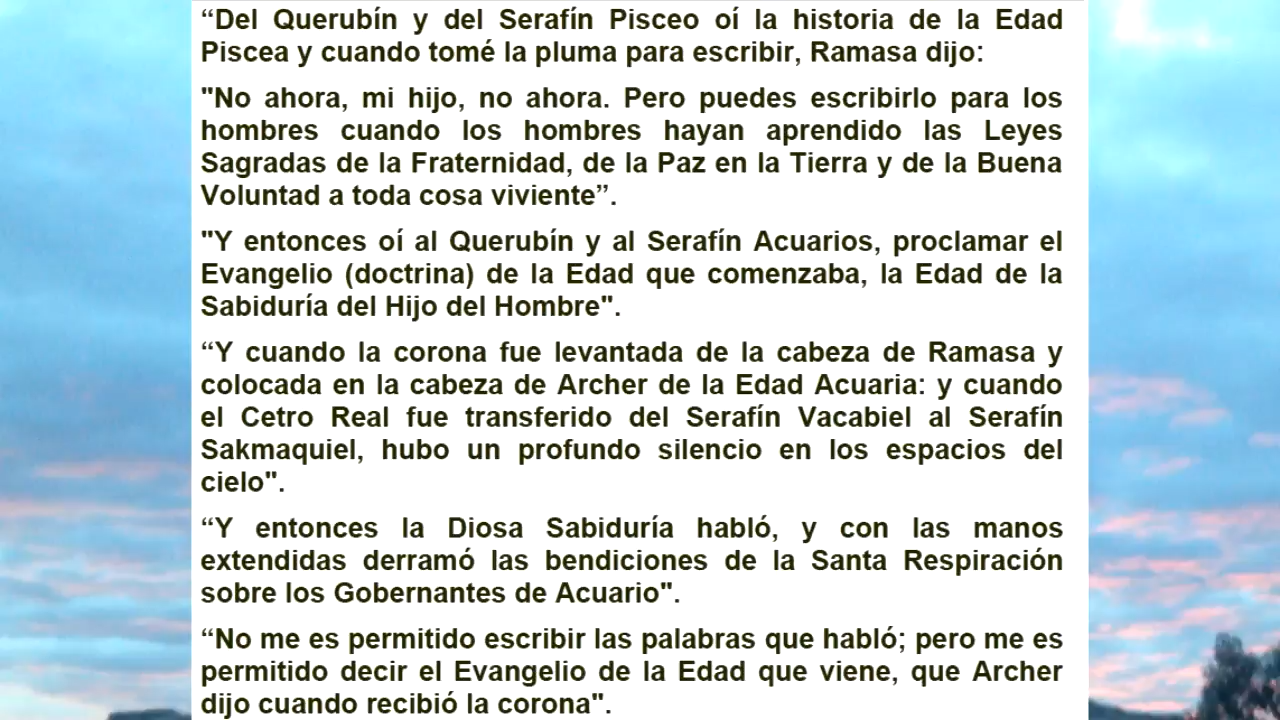 “Del Querubín y del Serafín Pisceo oí la historia de la Edad
Piscea y cuando tomé la pluma para escribir, Ramasa dijo:
"No ahora, mi hijo, no ahora. Pero puedes escribirlo para los
hombres cuando los hombres hayan aprendido las Leyes
Sagradas de la Fraternidad, de la Paz en la Tierra y de la Buena
Voluntad a toda cosa viviente”.
"Y entonces oí al Querubín y al Serafín Acuarios, proclamar el
Evangelio (doctrina) de la Edad que comenzaba, la Edad de la
Sabiduría del Hijo del Hombre".
“Y cuando la corona fue levantada de la cabeza de Ramasa y
colocada en la cabeza de Archer de la Edad Acuaria: y cuando
el Cetro Real fue transferido del Serafín Vacabiel al Serafín
Sakmaquiel, hubo un profundo silencio en los espacios del
cielo".
“Y entonces la Diosa Sabiduría habló, y con las manos
extendidas derramó las bendiciones de la Santa Respiración
sobre los Gobernantes de Acuario".
“No me es permitido escribir las palabras que habló; pero me es
permitido decir el Evangelio de la Edad que viene, que Archer
dijo cuando recibió la corona".